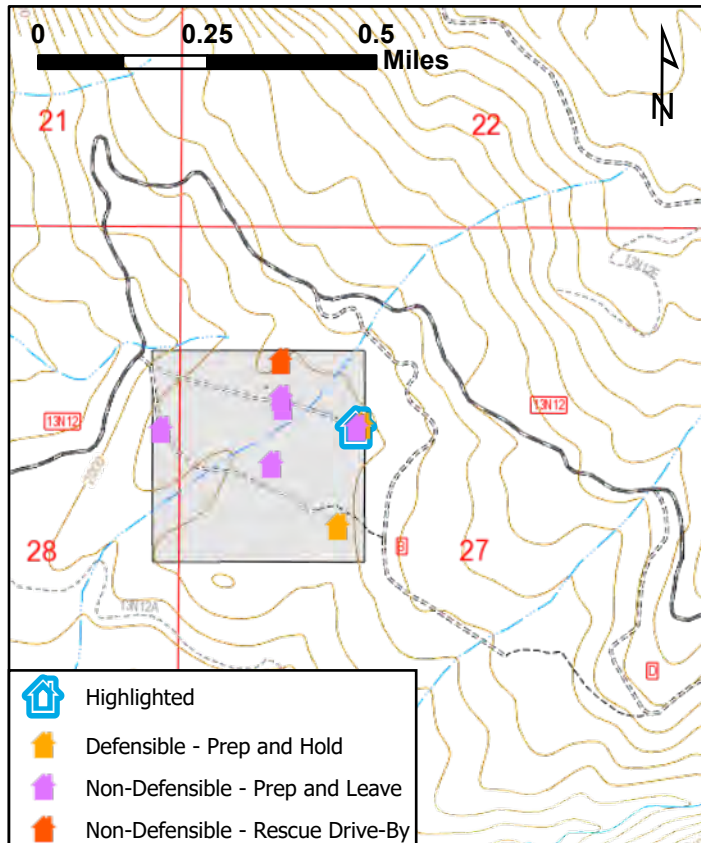 0 0.25 0.5
Miles
N
21
22
13N12E
13N12
13N12
28
B
27
13N12A
D
Highlighted
Defensible - Prep and Hold
Non-Defensible - Prep and Leave
Non-Defensible - Rescue Drive-By